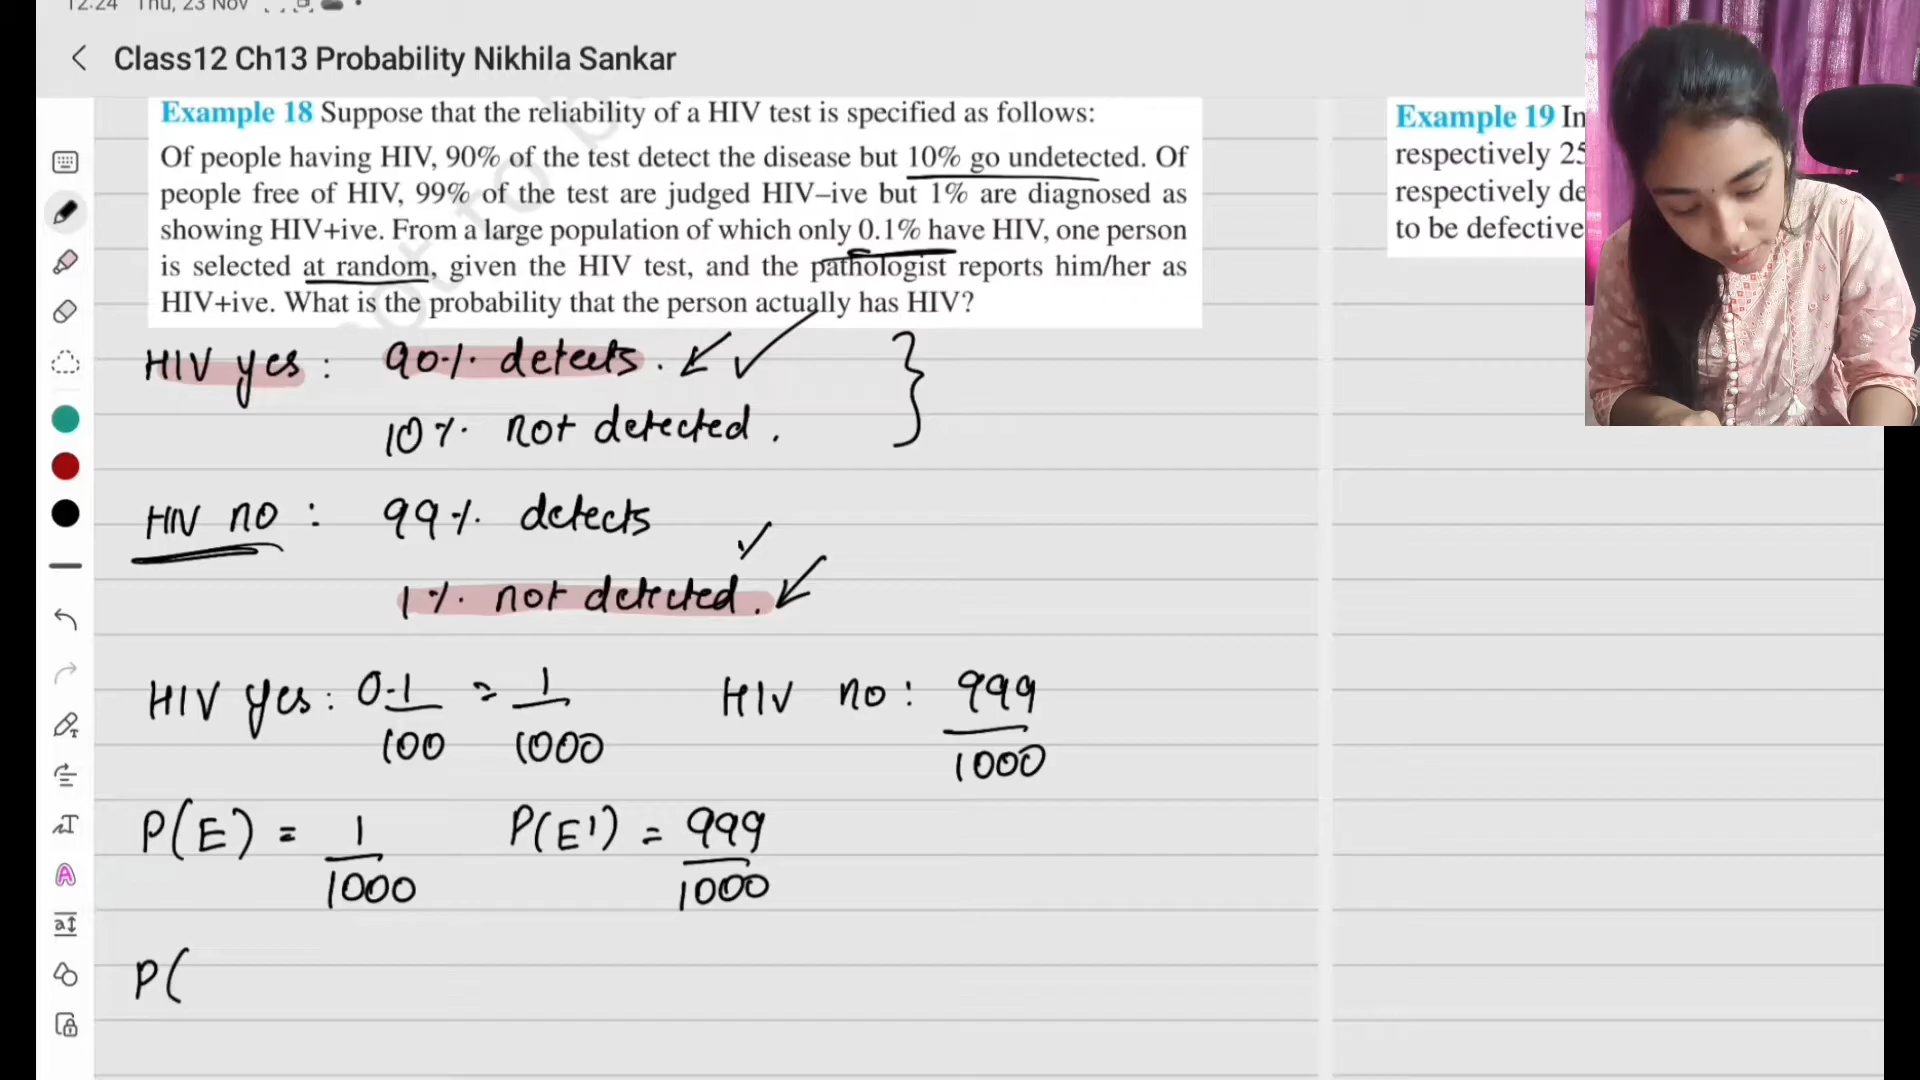 12:24 Thu, 23 Nov
Class12 Ch13 Probability Nikhila Sankar
Example 18 Suppose that the reliability of a HIV test is specified as follows:
Of people having HIV, 90% of the test detect the disease but 10% go undetected. Of
people free of HIV, 99% of the test are judged HIV–ive but 1% are diagnosed as
showing HIV+ive. From a large population of which only 0.1% have HIV, one person
is selected at random, given the HIV test, and the pathologist reports him/her as
HIV+ive. What is the probability that the person actually has HIV?
Example 19 In
respectively 25
respectively de
to be defective
HIV yes : 90%. detects.
10%. not detected.
HIV no : 99%. detects
1%. not detected.
HIV yes: 0.1/100 = 1/1000 HIV no: 999/1000
P(E) = 1/1000 P(E') = 999/1000
P(